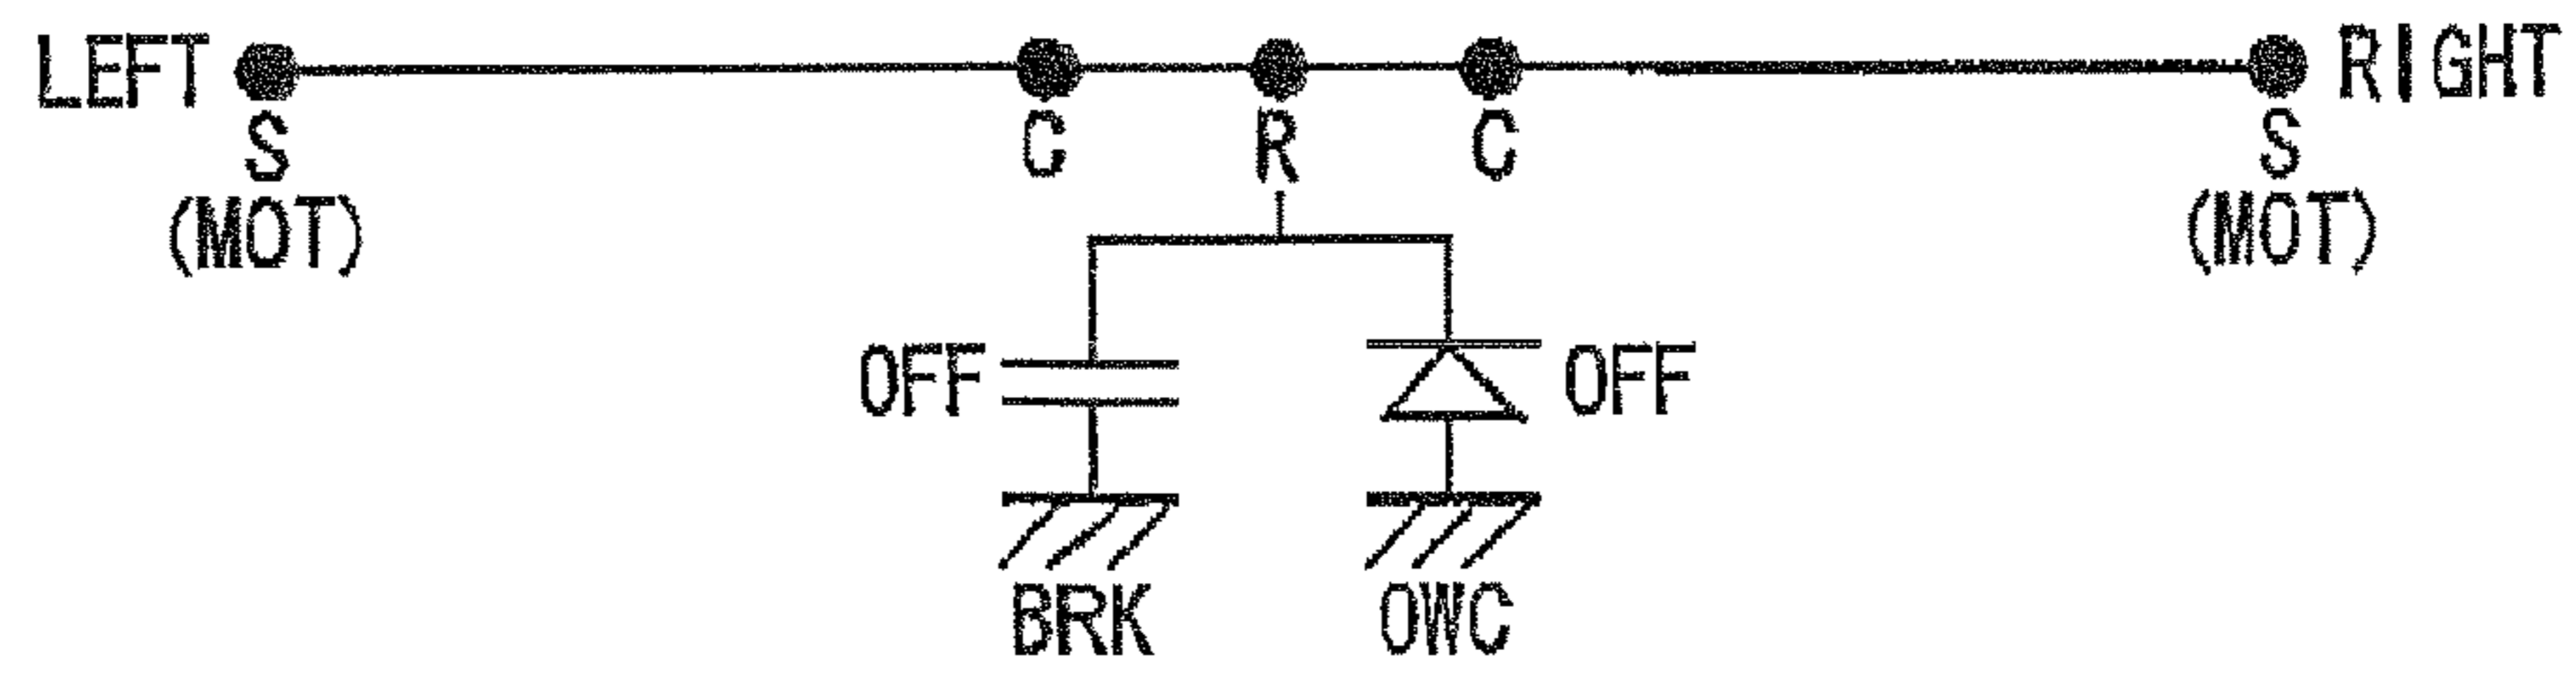 LEFT RIGHT
S C R C S
(MOT) (MOT)
OFF OFF
BRK OWC